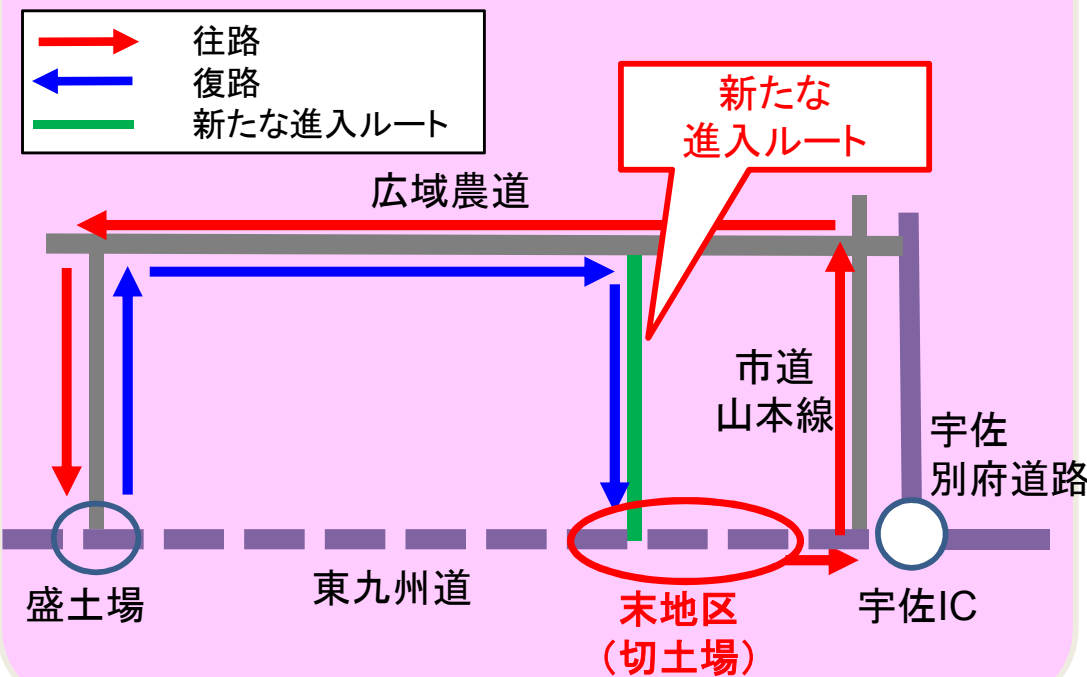 往路
復路
新たな進入ルート
新たな
進入ルート
広域農道
市道
山本線
宇佐
別府道路
盛土場
東九州道
末地区
（切土場）
宇佐IC